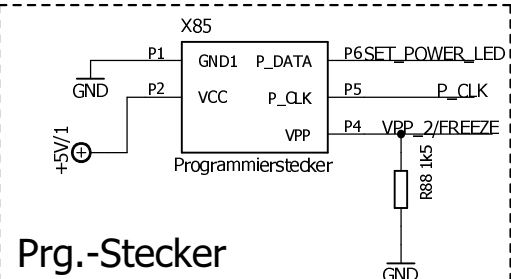 X85
P1 GND1 P_DATA P6 SET_POWER_LED
GND P2 VCC P_CLK P5 P_CLK
+5V/1 VPP P4 VPP_2/FREEZE
Programmierstecker
R88 1k5
Prg.-Stecker
GND